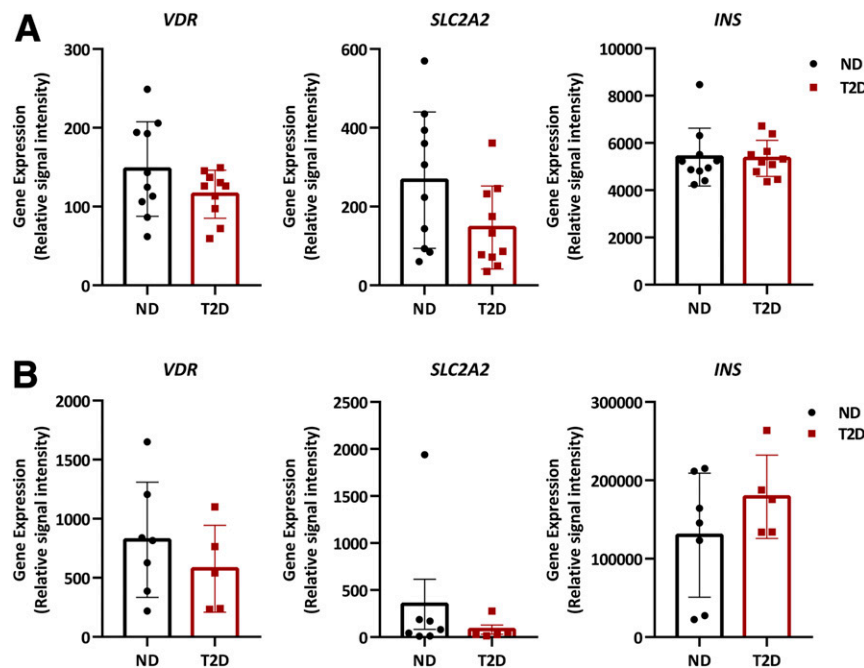 A
VDR
SLC2A2
INS
Gene Expression
(Relative signal intensity)
300
200
100
0
ND
T2D
Gene Expression
(Relative signal intensity)
600
400
200
0
ND
T2D
Gene Expression
(Relative signal intensity)
10000
8000
6000
4000
2000
0
ND
T2D
ND
T2D
B
VDR
SLC2A2
INS
Gene Expression
(Relative signal intensity)
2000
1500
1000
500
0
ND
T2D
Gene Expression
(Relative signal intensity)
2500
2000
1500
1000
500
0
ND
T2D
Gene Expression
(Relative signal intensity)
300000
200000
100000
0
ND
T2D
ND
T2D